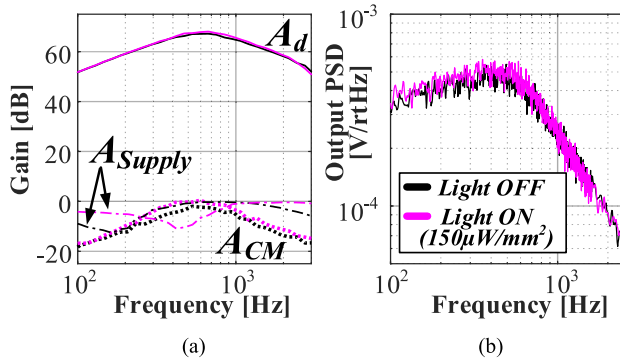 Gain [dB]
60
40
20
0
-20
A_d
A_Supply
A_CM
10^2
10^3
Frequency [Hz]
(a)
Output PSD
[V/rtHz]
10^-3
10^-4
Light OFF
Light ON
(150μW/mm^2)
10^2
10^3
Frequency [Hz]
(b)